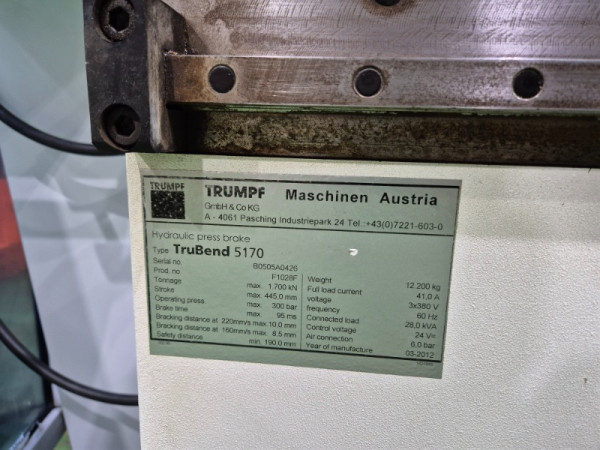 TRUMPF
TRUMPF Maschinen Austria
GmbH & Co KG
A - 4061 Pasching Industriepark 24 Tel.:+43(0)7221-603-0
Hydraulic press brake
Type TruBend 5170
Serial no B0505A0426
Prod. no F1026F
Tonnage max. 1.700 kN
Stroke max. 445,0 mm
Operating press. max. 300 bar
Brake time max. 95 ms
Bracking distance at 220mm/s max. 10.0 mm
Bracking distance at 160mm/s max. 8.5 mm
Safety distance: min 190.0 mm
Weight 12.200 kg
Full load current 41,0 A
voltage 3x380 V
frequency 60 Hz
Connected load 26,0 kVA
Control voltage 24 V=
Air connection 6,0 bar
Year of manufacture 03-2012